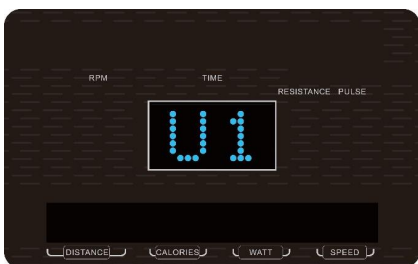 RPM
TIME
RESISTANCE PULSE
U1
DISTANCE CALORIES WATT SPEED